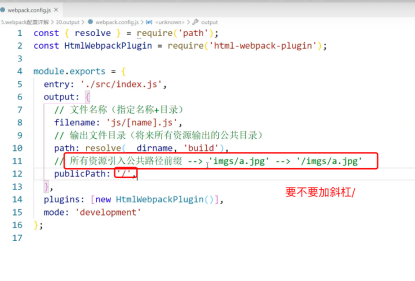 webpack.config.js ×
5.webpack配置详解 > 20.output > webpack.config.js > <unknown> > output
1 const { resolve } = require('path');
2 const HtmlWebpackPlugin = require('html-webpack-plugin');
3
4 module.exports = {
5 entry: './src/index.js',
6 output: {
7 // 文件名称（指定名称+目录）
8 filename: 'js/[name].js',
9 // 输出文件目录（将来所有资源输出的公共目录）
10 path: resolve(__dirname, 'build'),
11 // 所有资源引入公共路径前缀 --> 'imgs/a.jpg' --> '/imgs/a.jpg'
12 publicPath: '/',
13 },
要不要加斜杠/
14 plugins: [new HtmlWebpackPlugin()],
15 mode: 'development'
16 };
17